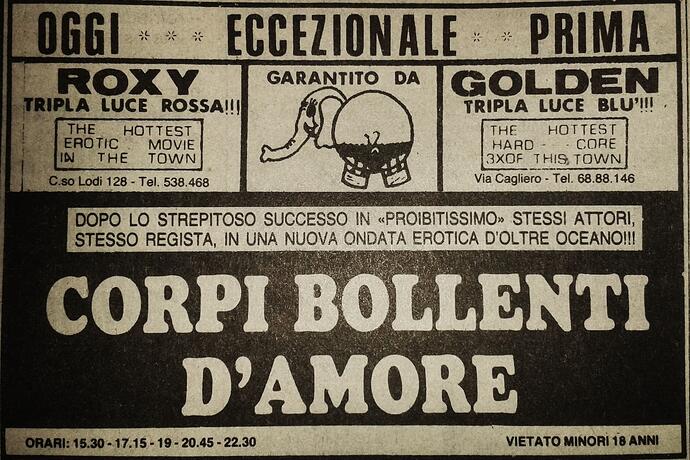 OGGI ✲ ✲ ✲ ECCEZIONALE ✲ ✲ PRIMA
ROXY
TRIPLA LUCE ROSSA!!!
THE HOTTEST
EROTIC MOVIE
IN THE TOWN
C.so Lodi 128 - Tel. 538.468
GARANTITO DA
GOLDEN
TRIPLA LUCE BLU'!!!
THE HOTTEST
HARD - - CORE
3XOF THIS TOWN
Via Cagliero - Tel. 68.88.146
DOPO LO STREPITOSO SUCCESSO IN «PROIBITISSIMO» STESSI ATTORI,
STESSO REGISTA, IN UNA NUOVA ONDATA EROTICA D'OLTRE OCEANO!!!
CORPI BOLLENTI
D'AMORE
ORARI: 15.30 - 17.15 - 19 - 20.45 - 22.30
VIETATO MINORI 18 ANNI